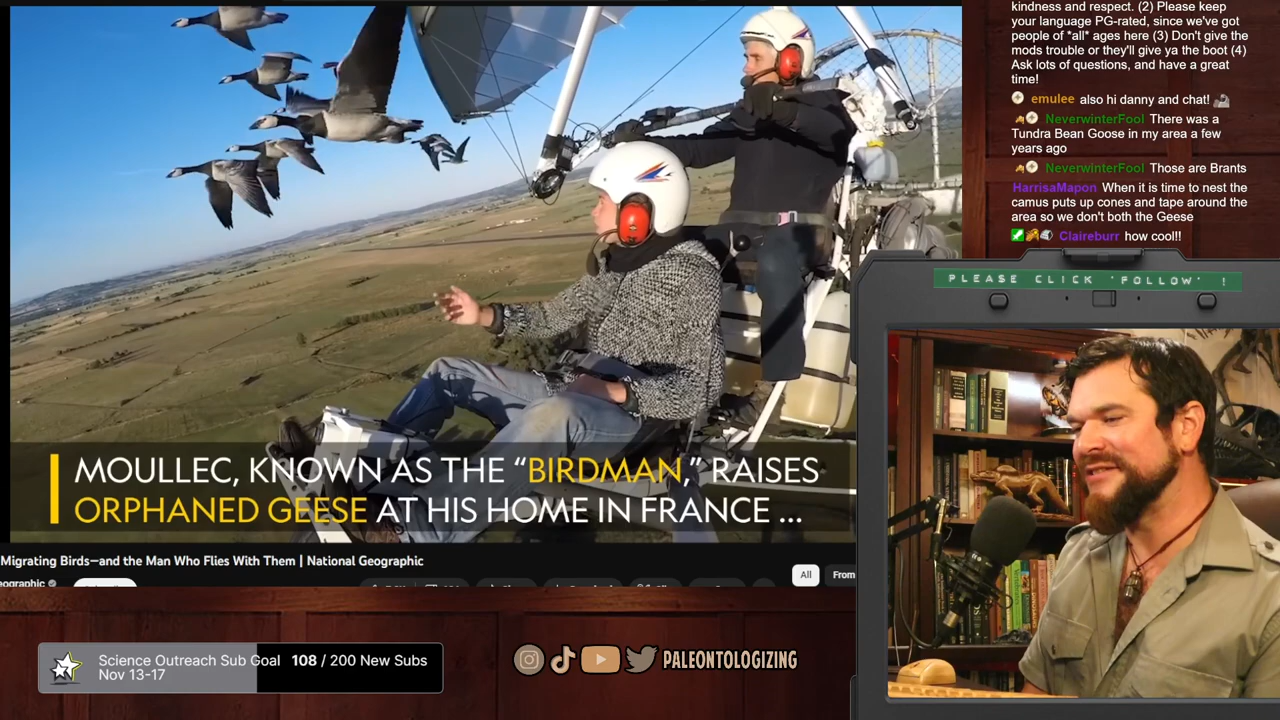 kindness and respect. (2) Please keep
your language PG-rated, since we've got
people of *all* ages here (3) Don't give the
mods trouble or they'll give ya the boot (4)
Ask lots of questions, and have a great
time!
emulee also hi danny and chat!
NeverwinterFool There was a
Tundra Bean Goose in my area a few
years ago
NeverwinterFool Those are Brants
HarrisaMapon When it is time to nest the
camus puts up cones and tape around the
area so we don't both the Geese
Claireburr how cool!!
PLEASE CLICK 'FOLLOW' !
MOULLEC, KNOWN AS THE “BIRDMAN,” RAISES
ORPHANED GEESE AT HIS HOME IN FRANCE ...
Migrating Birds—and the Man Who Flies With Them | National Geographic
eographic
All From
Science Outreach Sub Goal 108 / 200 New Subs
Nov 13-17
PALEONTOLOGIZING